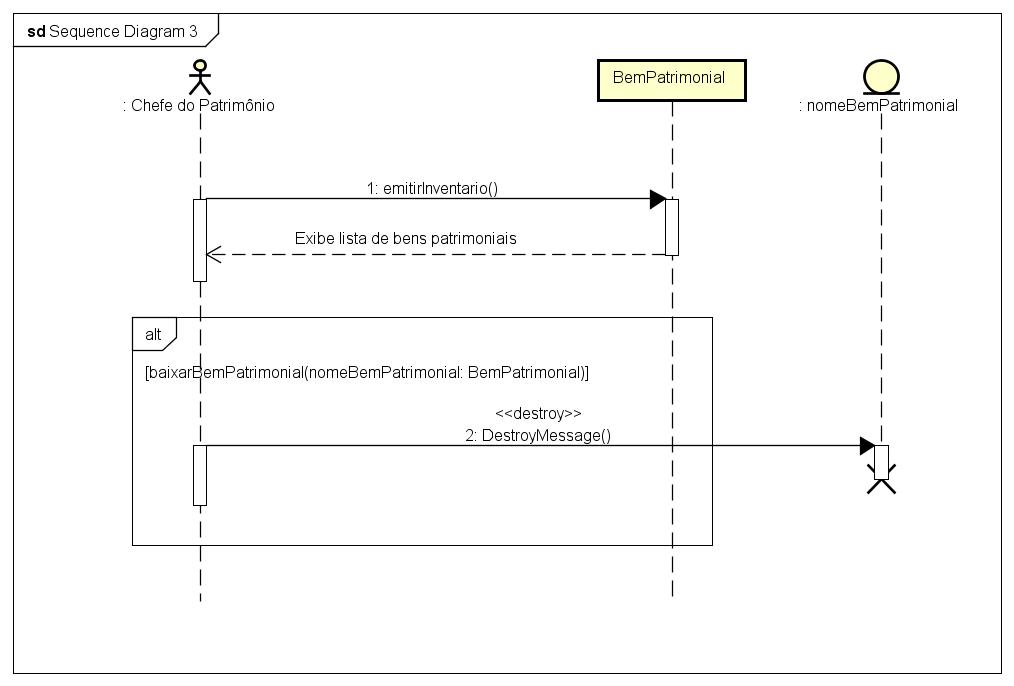 sd Sequence Diagram 3
: Chefe do Patrimônio
BemPatrimonial
: nomeBemPatrimonial
1: emitirInventario()
Exibe lista de bens patrimoniais
alt
[baixarBemPatrimonial(nomeBemPatrimonial: BemPatrimonial)]
<<destroy>>
2: DestroyMessage()